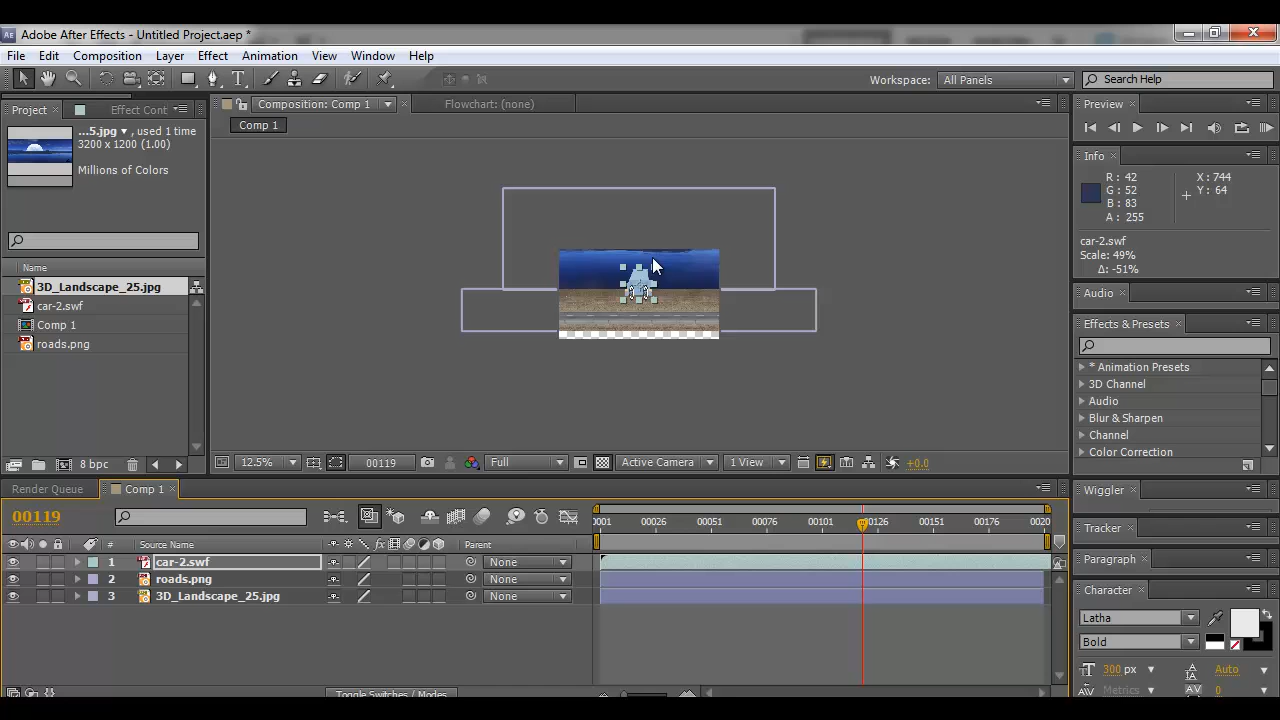 Adobe After Effects - Untitled Project.aep *
File Edit Composition Layer Effect Animation View Window Help
Workspace: All Panels
Search Help
Project
Effect Cont
...5.jpg ▼ , used 1 time
3200 x 1200 (1.00)
Millions of Colors
Name
3D_Landscape_25.jpg
car-2.swf
Comp 1
roads.png
8 bpc
Composition: Comp 1
Flowchart: (none)
Comp 1
12.5%
00119
Full
Active Camera
1 View
+0.0
Preview
Info
R: 42
G: 52
B: 83
A: 255
X: 744
Y: 64
car-2.swf
Scale: 49%
Δ: -51%
Audio
Effects & Presets
* Animation Presets
3D Channel
Audio
Blur & Sharpen
Channel
Color Correction
Wiggler
Tracker
Paragraph
Character
Latha
Bold
300 px
Auto
Metrics
0
Render Queue
Comp 1
00119
# Source Name
Parent
0001 00026 00051 00076 00101 00126 00151 00176 0020
1 car-2.swf None
2 roads.png None
3 3D_Landscape_25.jpg None
Toggle Switches / Modes